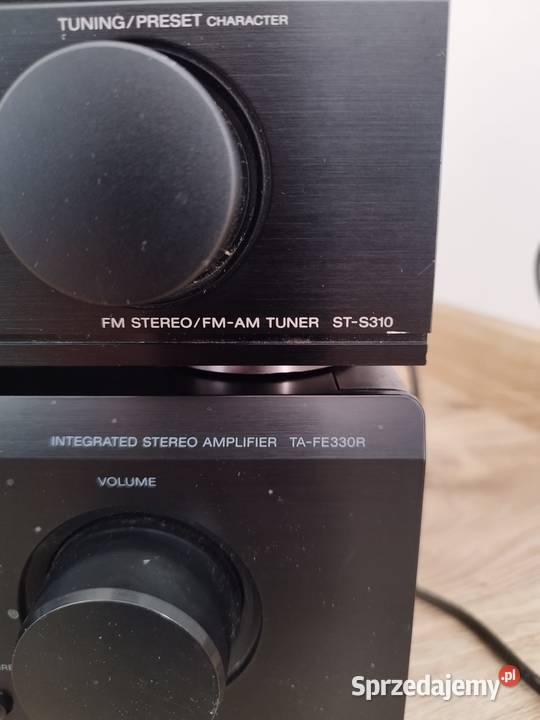 TUNING/PRESET CHARACTER
FM STEREO/FM-AM TUNER ST-S310
INTEGRATED STEREO AMPLIFIER TA-FE330R
VOLUME
Sprzedajemy.pl